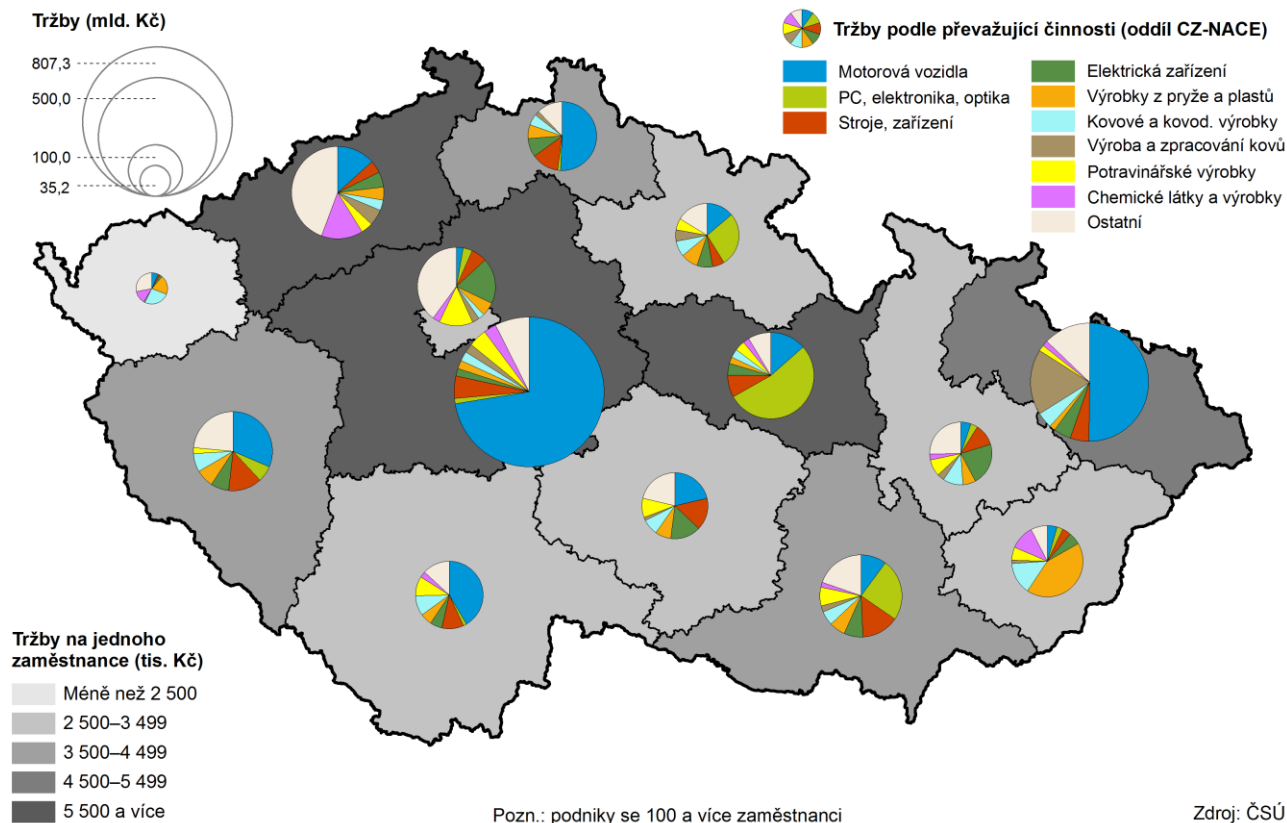 Tržby (mld. Kč)
807,3
500,0
100,0
35,2
Tržby podle převažující činnosti (oddíl CZ-NACE)
Motorová vozidla
PC, elektronika, optika
Stroje, zařízení
Elektrická zařízení
Výrobky z pryže a plastů
Kovové a kovod. výrobky
Výroba a zpracování kovů
Potravinářské výrobky
Chemické látky a výrobky
Ostatní
Tržby na jednoho
zaměstnance (tis. Kč)
Méně než 2 500
2 500–3 499
3 500–4 499
4 500–5 499
5 500 a více
Pozn.: podniky se 100 a více zaměstnanci
Zdroj: ČSÚ